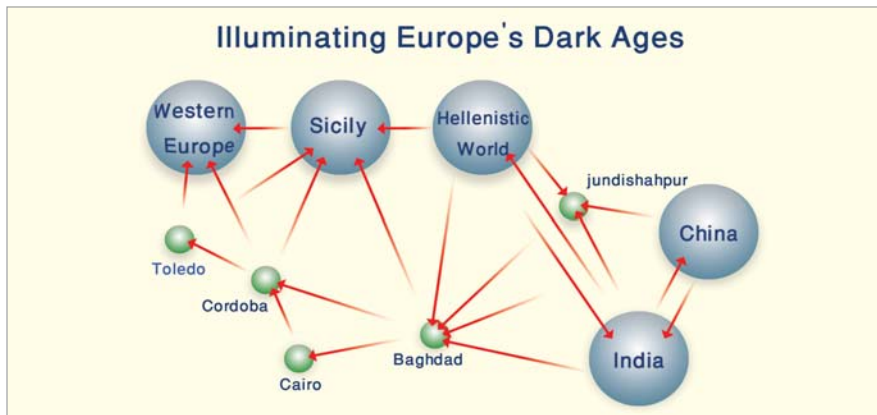 Illuminating Europe's Dark Ages
Western
Europe
Sicily
Hellenistic
World
jundishahpur
China
Toledo
Cordoba
Baghdad
India
Cairo